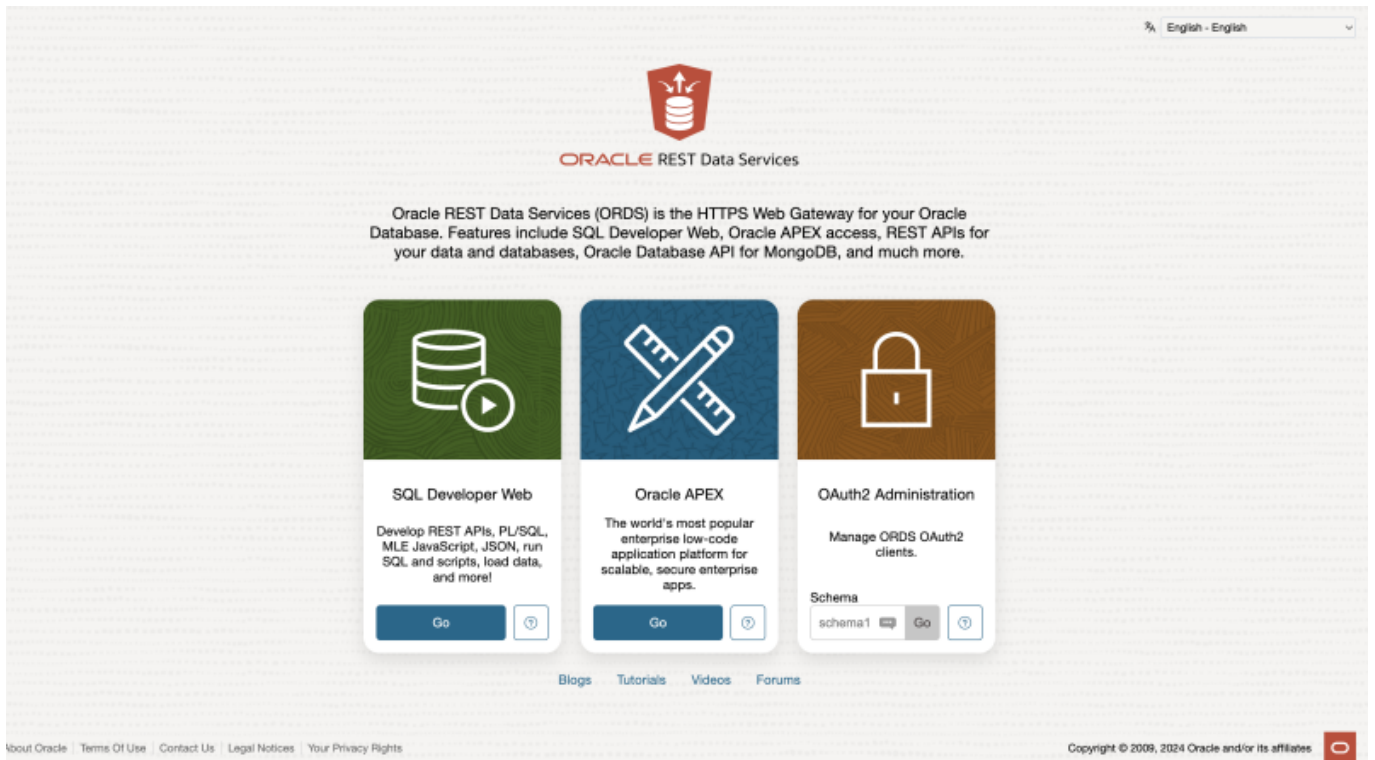 English - English
ORACLE REST Data Services
Oracle REST Data Services (ORDS) is the HTTPS Web Gateway for your Oracle
Database. Features include SQL Developer Web, Oracle APEX access, REST APIs for
your data and databases, Oracle Database API for MongoDB, and much more.
SQL Developer Web
Develop REST APIs, PL/SQL,
MLE JavaScript, JSON, run
SQL and scripts, load data,
and more!
Go
Oracle APEX
The world's most popular
enterprise low-code
application platform for
scalable, secure enterprise
apps.
Go
OAuth2 Administration
Manage ORDS OAuth2
clients.
Schema
schema1 Go
Blogs Tutorials Videos Forums
About Oracle Terms Of Use Contact Us Legal Notices Your Privacy Rights
Copyright © 2009, 2024 Oracle and/or its affiliates